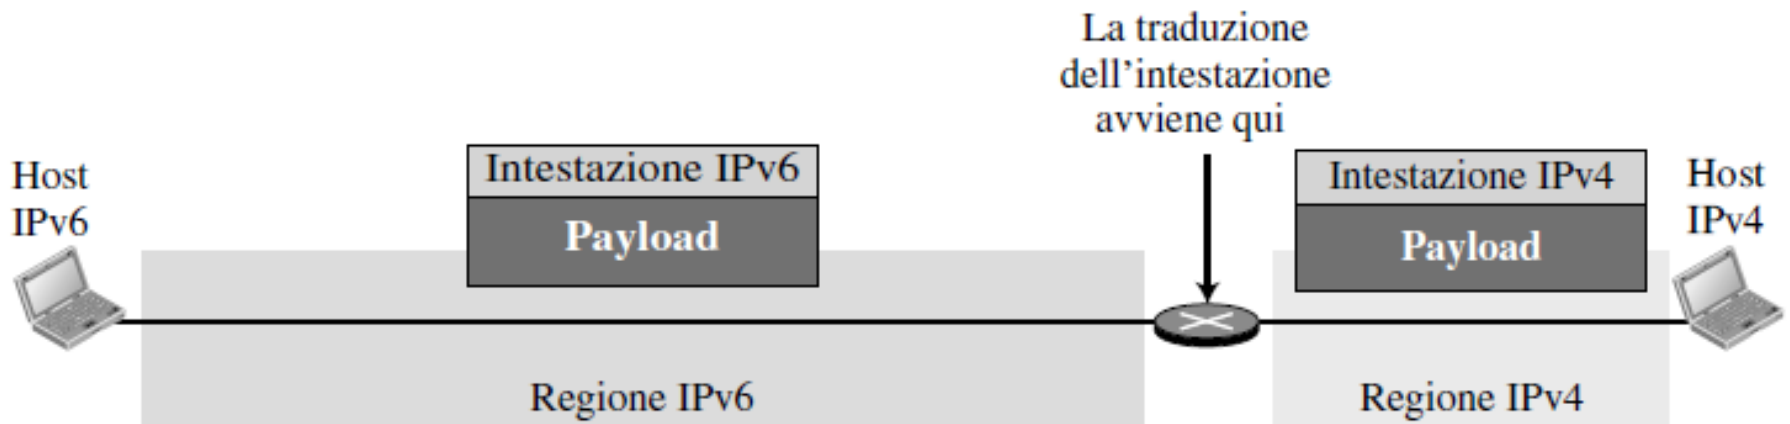 La traduzione
dell'intestazione
avviene qui
Host
IPv6
Intestazione IPv6
Payload
Intestazione IPv4
Payload
Host
IPv4
Regione IPv6
Regione IPv4